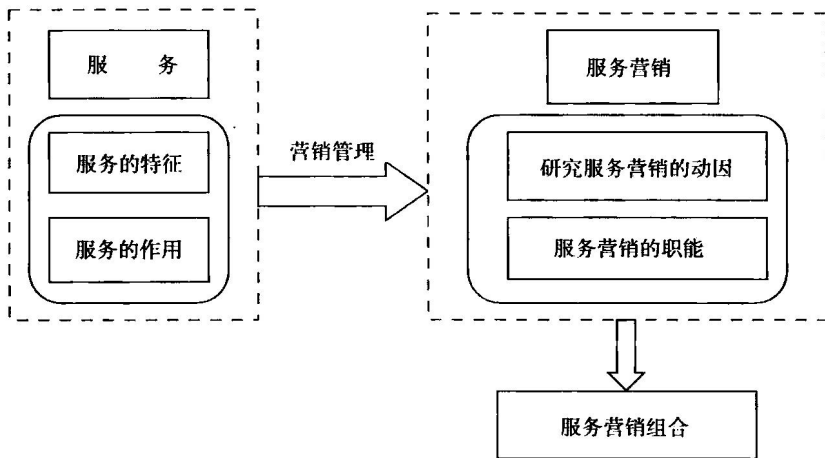 服 务
服务的特征
服务的作用
营销管理
服务营销
研究服务营销的动因
服务营销的职能
服务营销组合